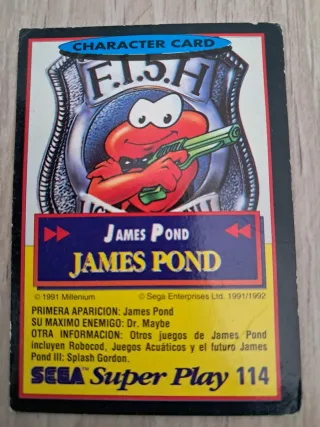 CHARACTER CARD
F.I.5.H
JAMES POND
JAMES POND
© 1991 Millenium
© Sega Enterprises Ltd. 1991/1992
PRIMERA APARICION: James Pond
SU MAXIMO ENEMIGO: Dr. Maybe
OTRA INFORMACION: Otros juegos de James Pond
incluyen Robocod, Juegos Acuáticos y el futuro James
Pond III: Splash Gordon.
SEGA™ Super Play 114